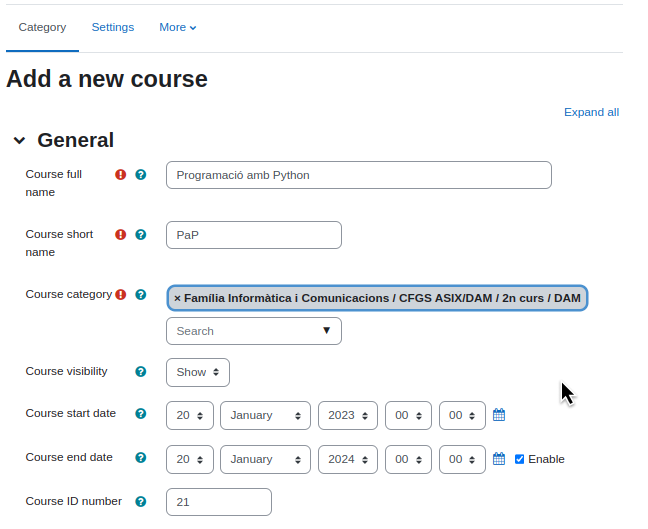 Category Settings More
Add a new course
Expand all
General
Course full name Programació amb Python
Course short name PaP
Course category × Família Informàtica i Comunicacions / CFGS ASIX/DAM / 2n curs / DAM
Search
Course visibility Show
Course start date 20 January 2023 00 00
Course end date 20 January 2024 00 00 Enable
Course ID number 21